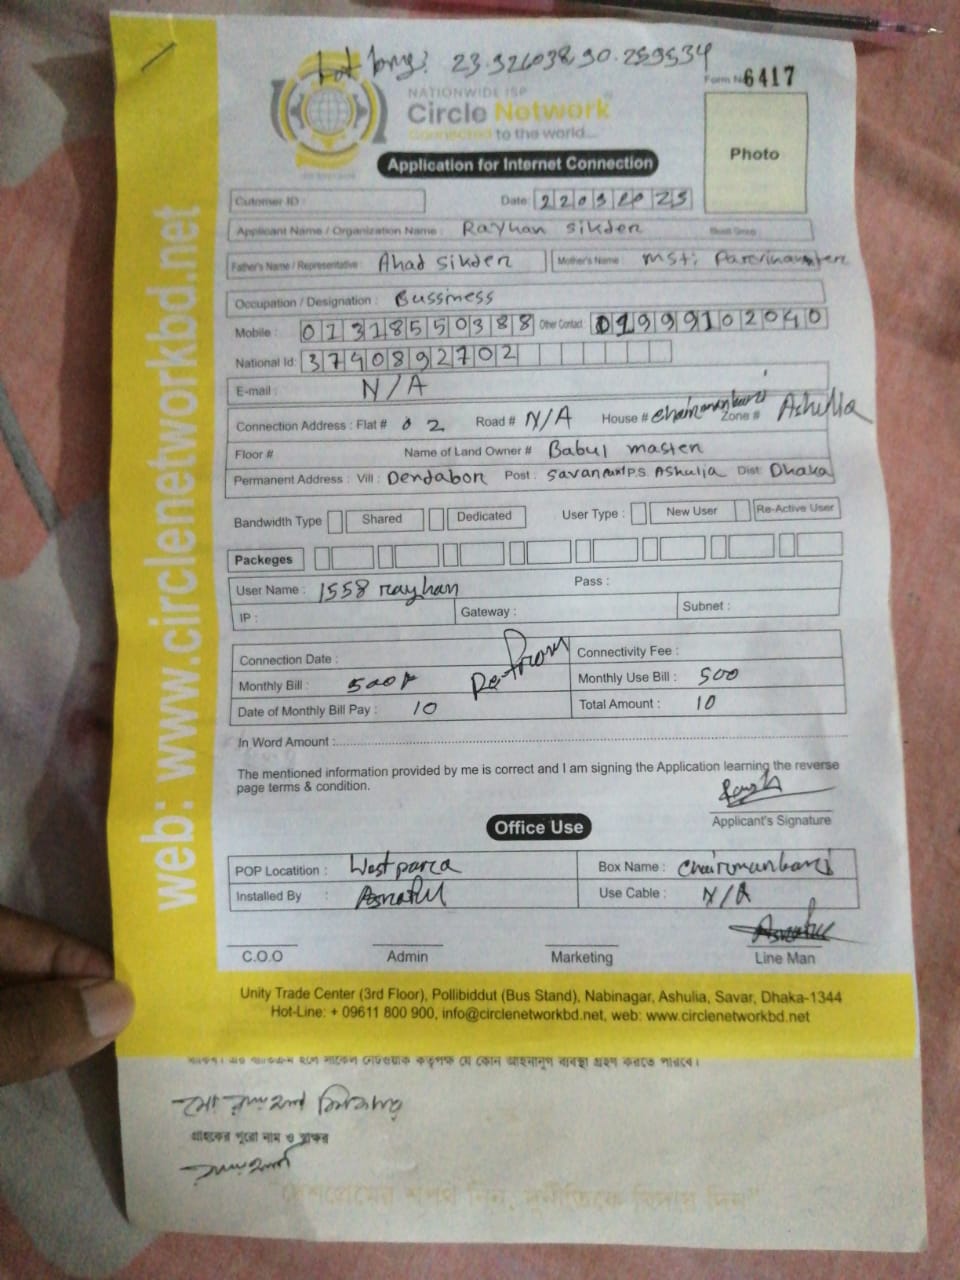 Lat long: 23.926038,90.259534
Form No 6417
NATIONWIDE ISP
Circle Network
Connected to the world...
Photo
Application for Internet Connection
Cutomer ID :
Date: 22032025
Applicant Name / Organization Name : Rayhan sikder
Father's Name / Representative : Ahad sikder Mother's Name : Msti
Occupation / Designation : Bussiness
Mobile : 01318550388 Other Contact: 01999102040
National Id: 3740892702
E-mail : N/A
Connection Address : Flat # 02 Road # N/A House # chairmanbari Zone # Ashulia
Floor # Name of Land Owner # Babul master
Permanent Address : Vill : Dendabor Post : P.S. Ashulia Dist: Dhaka
Bandwidth Type Shared Dedicated User Type : New User Re-Active User
Packeges
User Name : 1558 rayhan Pass :
IP : Gateway : Subnet :
Connection Date : Connectivity Fee :
Monthly Bill : 500 Monthly Use Bill : 500
Date of Monthly Bill Pay : 10 Total Amount : 10
In Word Amount :
The mentioned information provided by me is correct and I am signing the Application learning the reverse
page terms & condition.
Applicant's Signature
Office Use
POP Locatition : Westpara Box Name : chairmanbari
Installed By : Asraful Use Cable : N/A
C.O.O Admin Marketing Line Man
Unity Trade Center (3rd Floor), Pollibiddut (Bus Stand), Nabinagar, Ashulia, Savar, Dhaka-1344
Hot-Line: + 09611 800 900, info@circlenetworkbd.net, web: www.circlenetworkbd.net
web: www.circlenetworkbd.net
গ্রাহকের পুরো নাম ও স্বাক্ষর